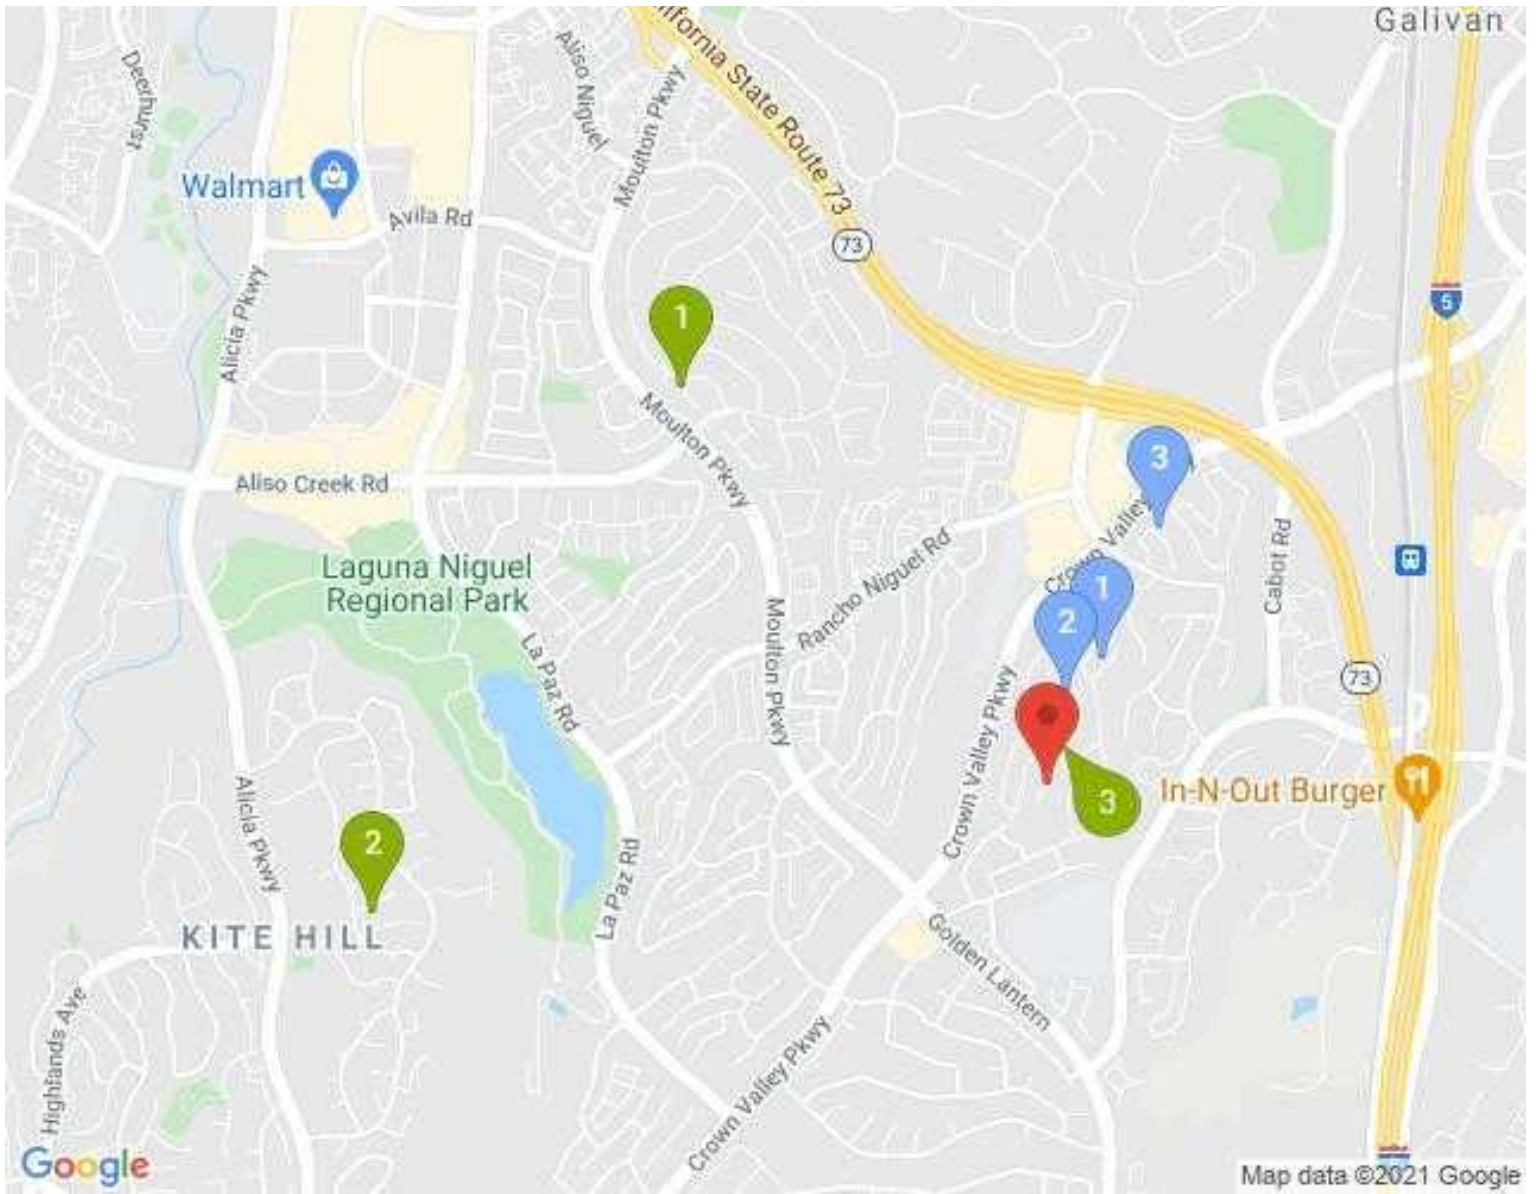 Galivan
California State Route 73
Aliso Niguel
Moulton Pkwy
Deerhurst
Walmart
Avila Rd
73
5
Alicia Pkwy
1
Moulton Pkwy
3
Aliso Creek Rd
Crown Valley
Rancho Niguel Rd
Cabot Rd
Laguna Niguel
Regional Park
1
2
Moulton Pkwy
La Paz Rd
73
Crown Valley Pkwy
In-N-Out Burger
3
Alicia Pkwy
2
La Paz Rd
KITE HILL
Golden Lantern
Highlands Ave
Crown Valley Pkwy
Google
Map data ©2021 Google